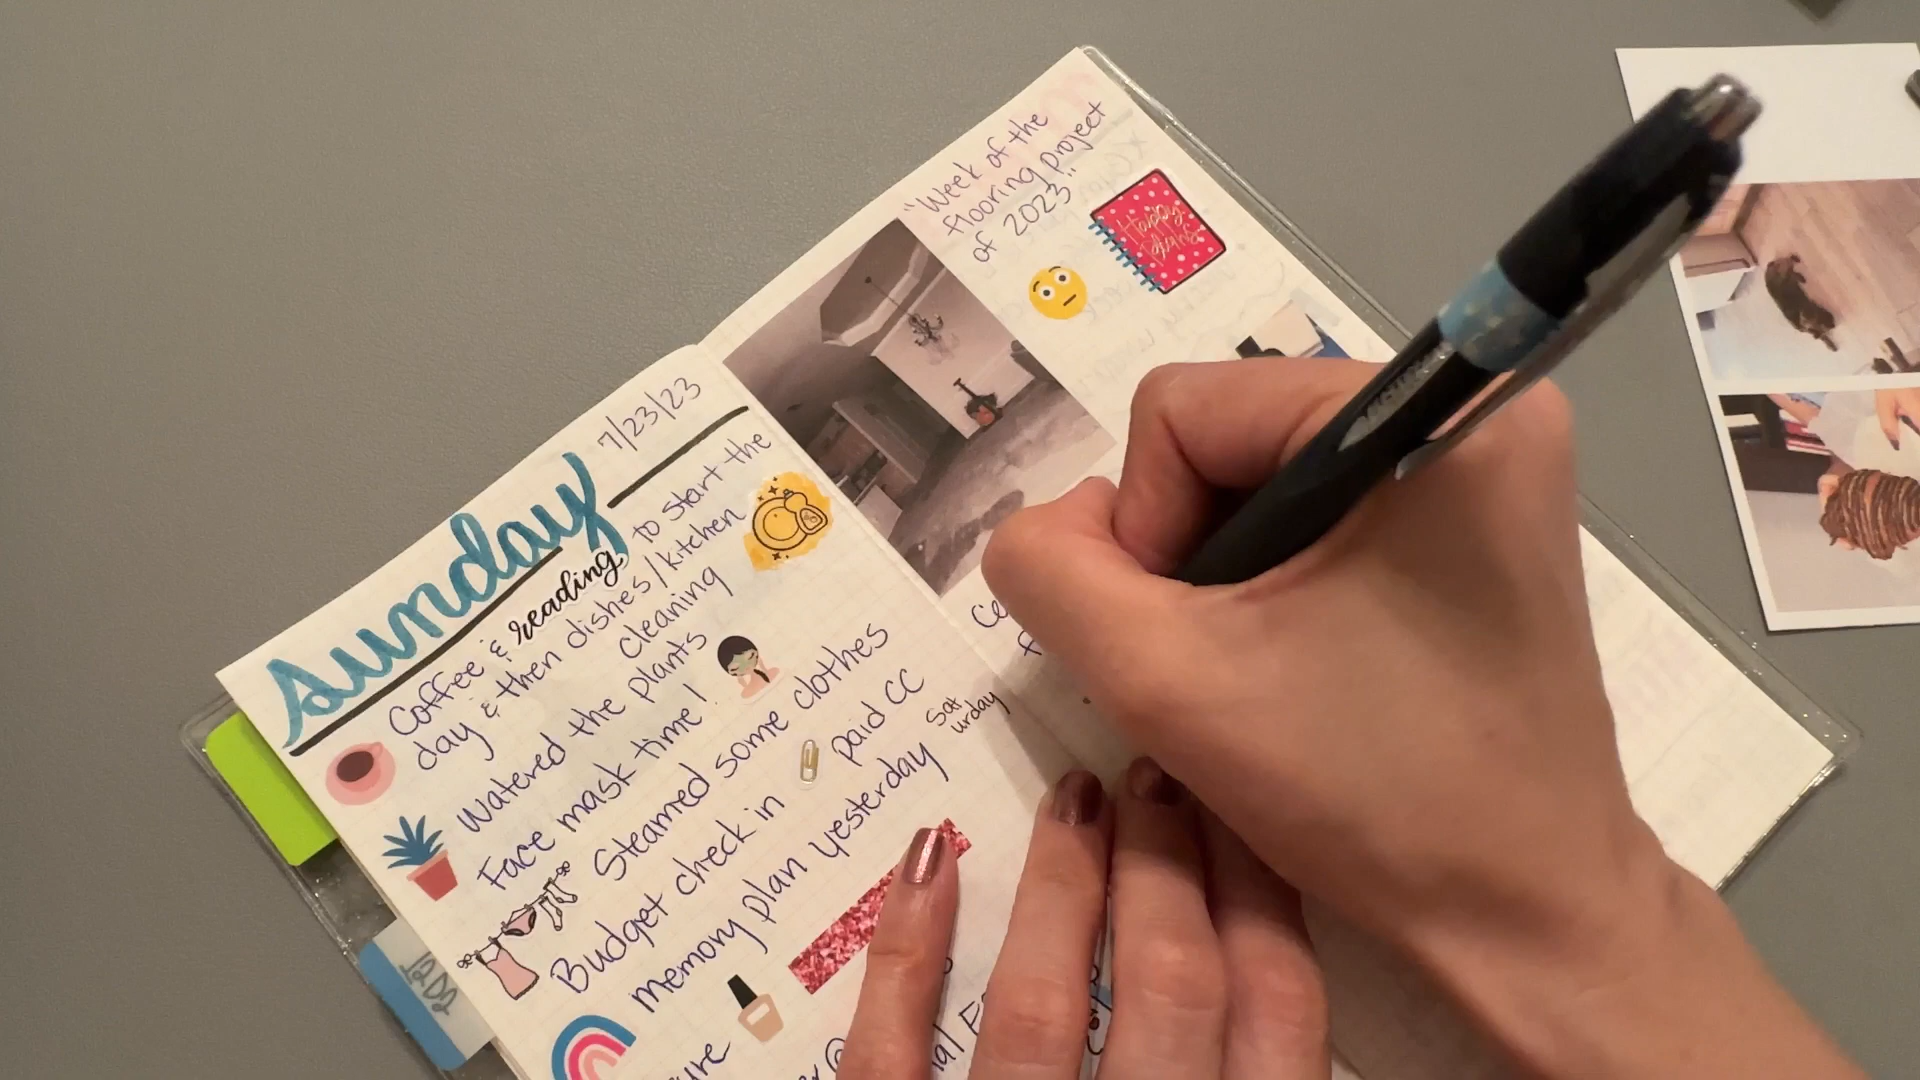 Sunday 7/23/23
Coffee & reading to start the
day & then dishes/kitchen
cleaning
Watered the plants
Face mask time!
Steamed some clothes
Budget check in paid CC
memory plan yesterday
Sat
urday
12DS
"Week of the
flooring project
of 2023"
Happy
plans